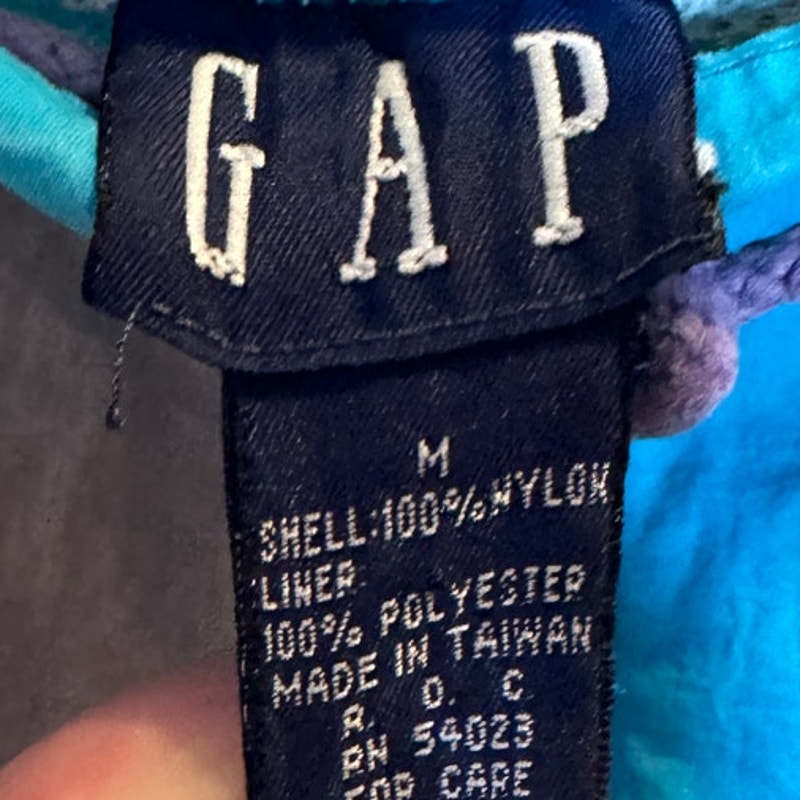 GAP
M
SHELL:100%NYLON
LINER:
100% POLYESTER
MADE IN TAIWAN
R. O. C
RN 54023
FOR CARE